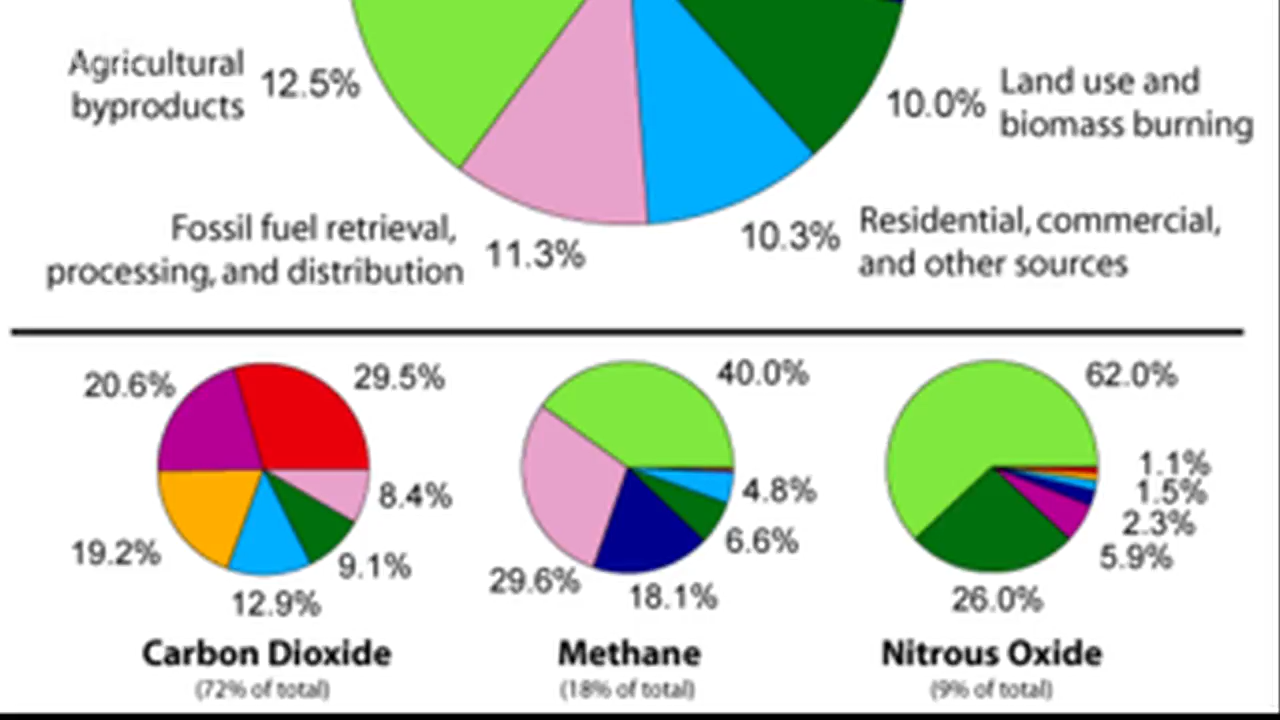 Agricultural
byproducts
12.5%
10.0%
Land use and
biomass burning
Fossil fuel retrieval,
processing, and distribution
11.3%
10.3%
Residential, commercial,
and other sources
20.6%
29.5%
8.4%
9.1%
12.9%
19.2%
Carbon Dioxide
(72% of total)
40.0%
4.8%
6.6%
18.1%
29.6%
Methane
(18% of total)
62.0%
1.1%
1.5%
2.3%
5.9%
26.0%
Nitrous Oxide
(9% of total)